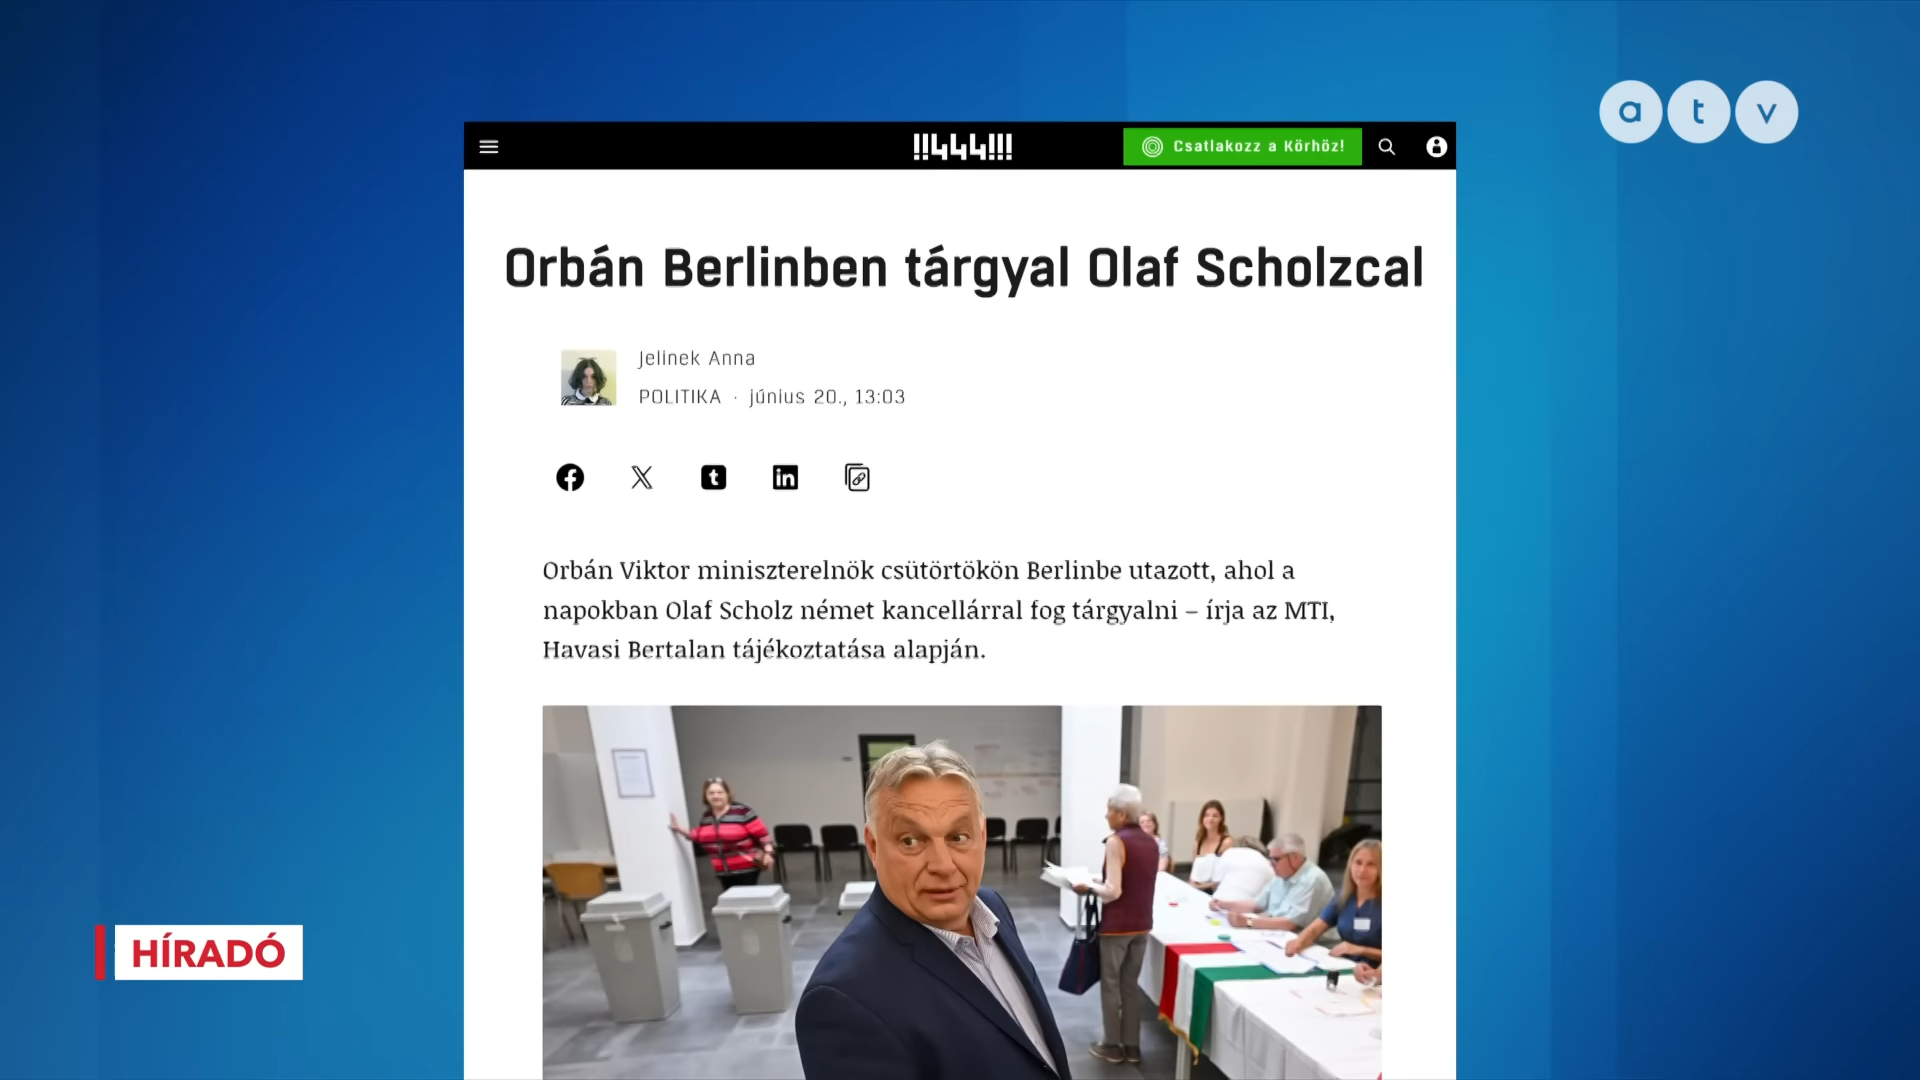 atv
!!444!!!
Csatlakozz a Körhöz!
Orbán Berlinben tárgyal Olaf Scholzcal
Jelinek Anna
POLITIKA · június 20., 13:03
Orbán Viktor miniszterelnök csütörtökön Berlinbe utazott, ahol a
napokban Olaf Scholz német kancellárral fog tárgyalni – írja az MTI,
Havasi Bertalan tájékoztatása alapján.
HÍRADÓ